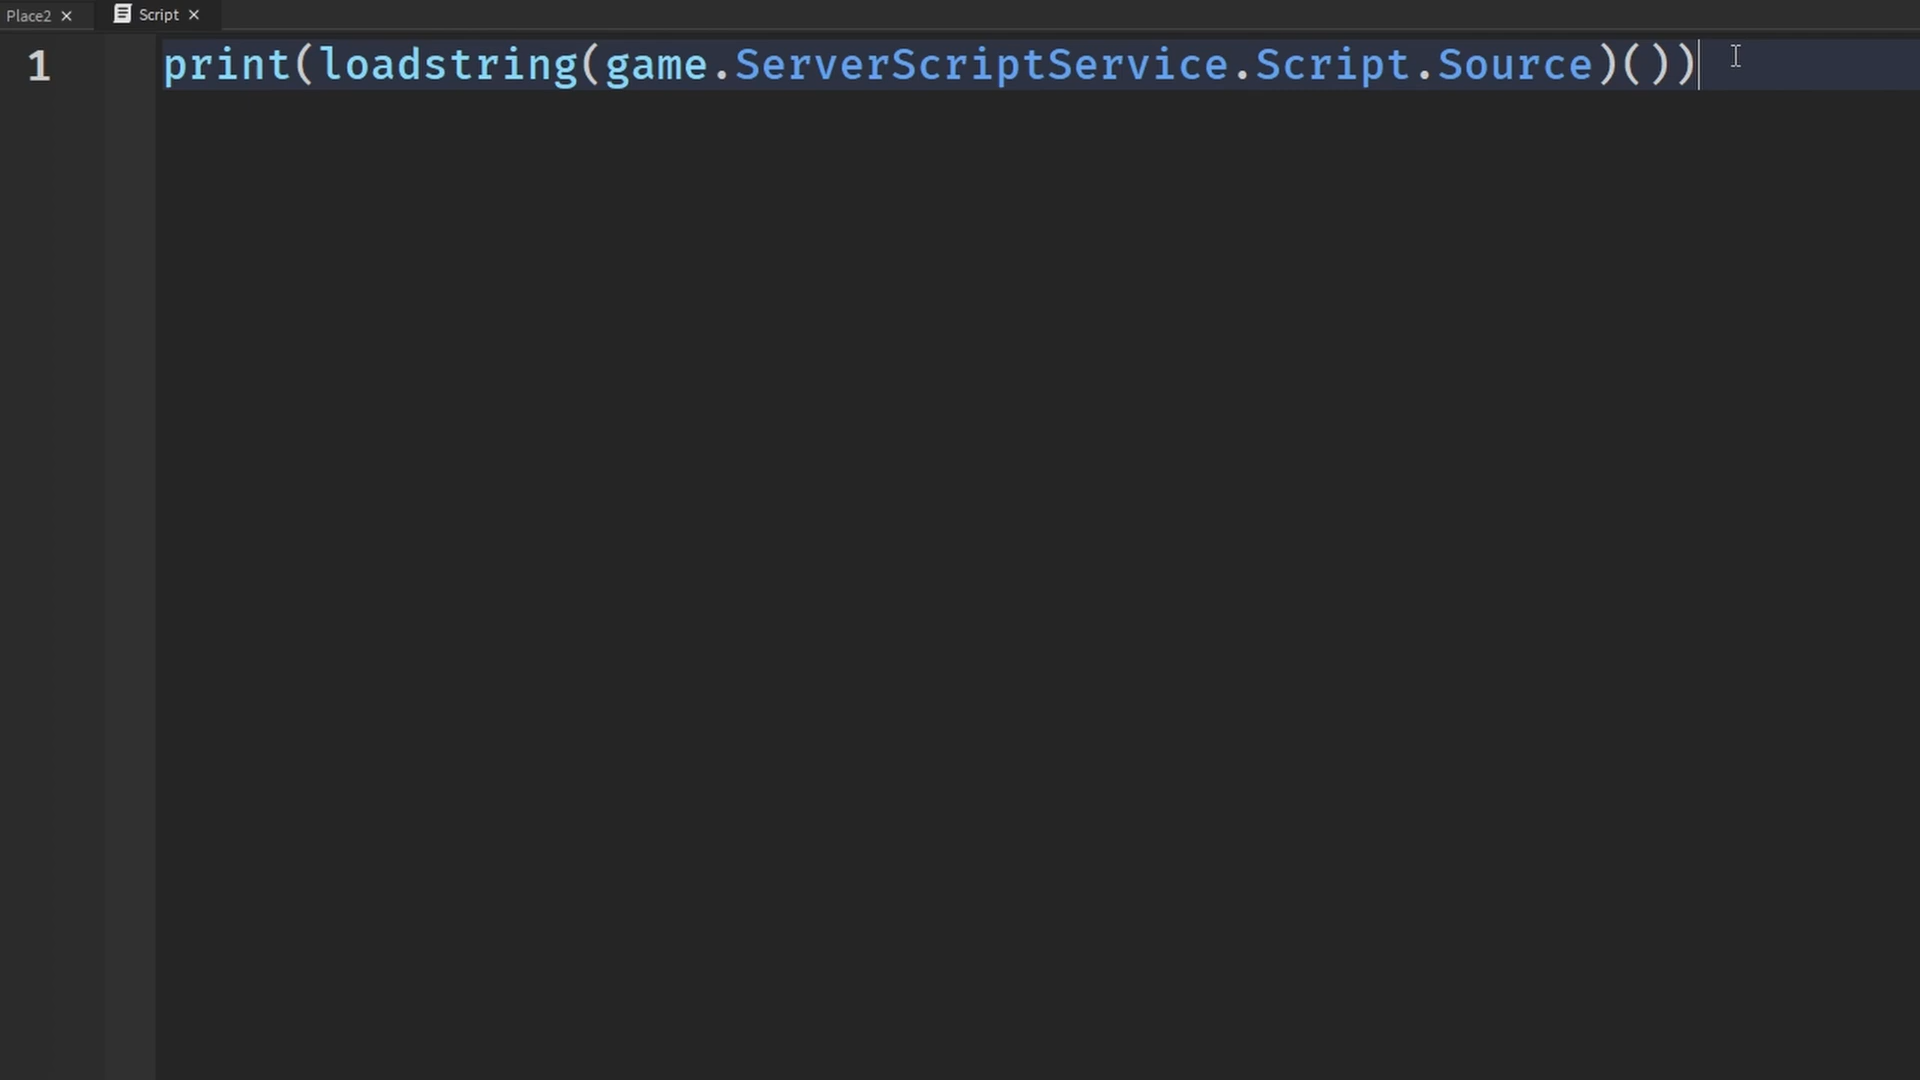 Place2 × Script ×
1 print(loadstring(game.ServerScriptService.Script.Source)())